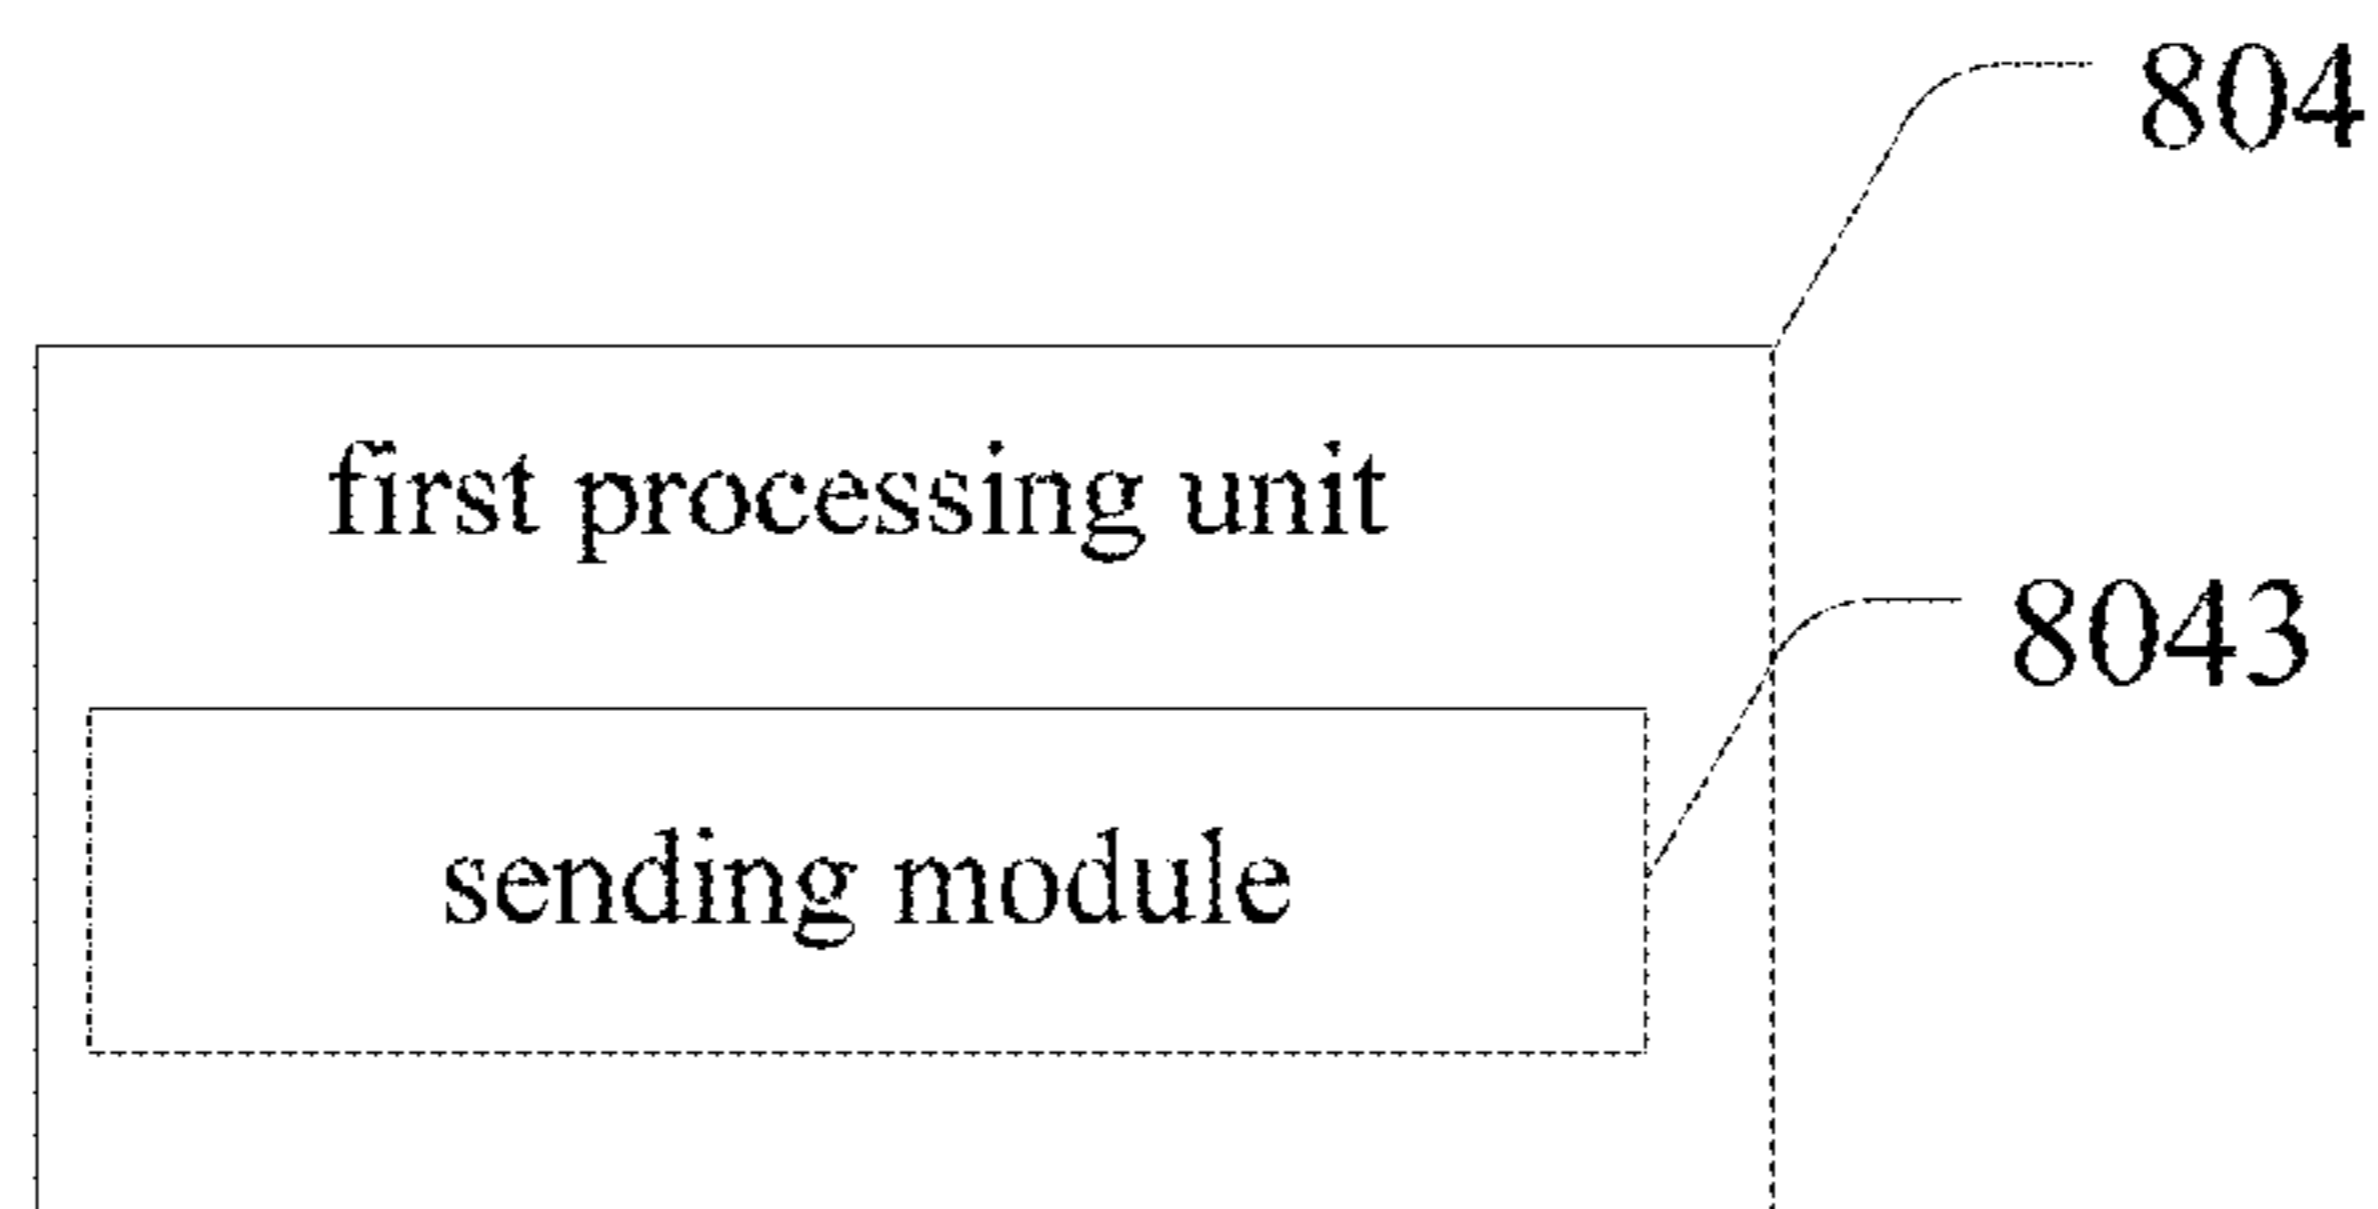 804
first processing unit
8043
sending module